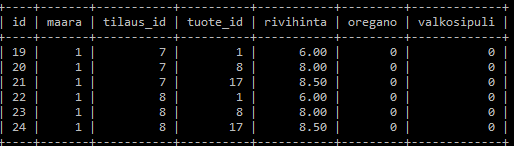 +----+-------+-----------+----------+-----------+---------+-------------+
| id | maara | tilaus_id | tuote_id | rivihinta | oregano | valkosipuli |
+----+-------+-----------+----------+-----------+---------+-------------+
| 19 |     1 |         7 |        1 |      6.00 |       0 |           0 |
| 20 |     1 |         7 |        8 |      8.00 |       0 |           0 |
| 21 |     1 |         7 |       17 |      8.50 |       0 |           0 |
| 22 |     1 |         8 |        1 |      6.00 |       0 |           0 |
| 23 |     1 |         8 |        8 |      8.00 |       0 |           0 |
| 24 |     1 |         8 |       17 |      8.50 |       0 |           0 |
+----+-------+-----------+----------+-----------+---------+-------------+